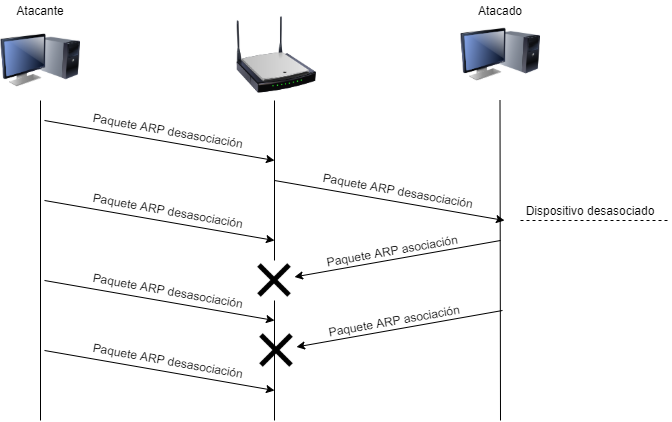 Atacante
Atacado
Paquete ARP desasociación
Paquete ARP desasociación
Paquete ARP desasociación
Dispositivo desasociado
Paquete ARP asociación
Paquete ARP desasociación
Paquete ARP asociación
Paquete ARP desasociación